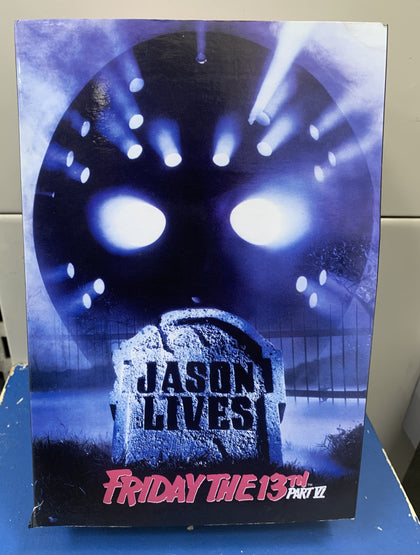 JASON
LIVES
FRIDAY THE 13TH
PART VI